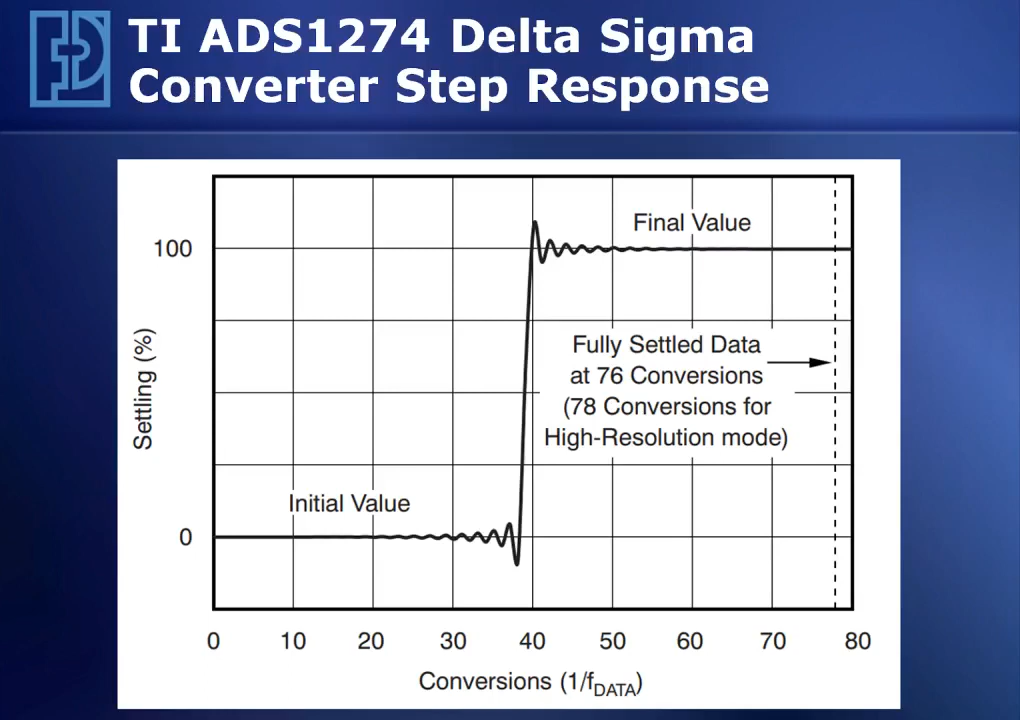 TI ADS1274 Delta Sigma
Converter Step Response
Final Value
100
Fully Settled Data
at 76 Conversions
(78 Conversions for
High-Resolution mode)
Settling (%)
Initial Value
0
0 10 20 30 40 50 60 70 80
Conversions (1/fDATA)